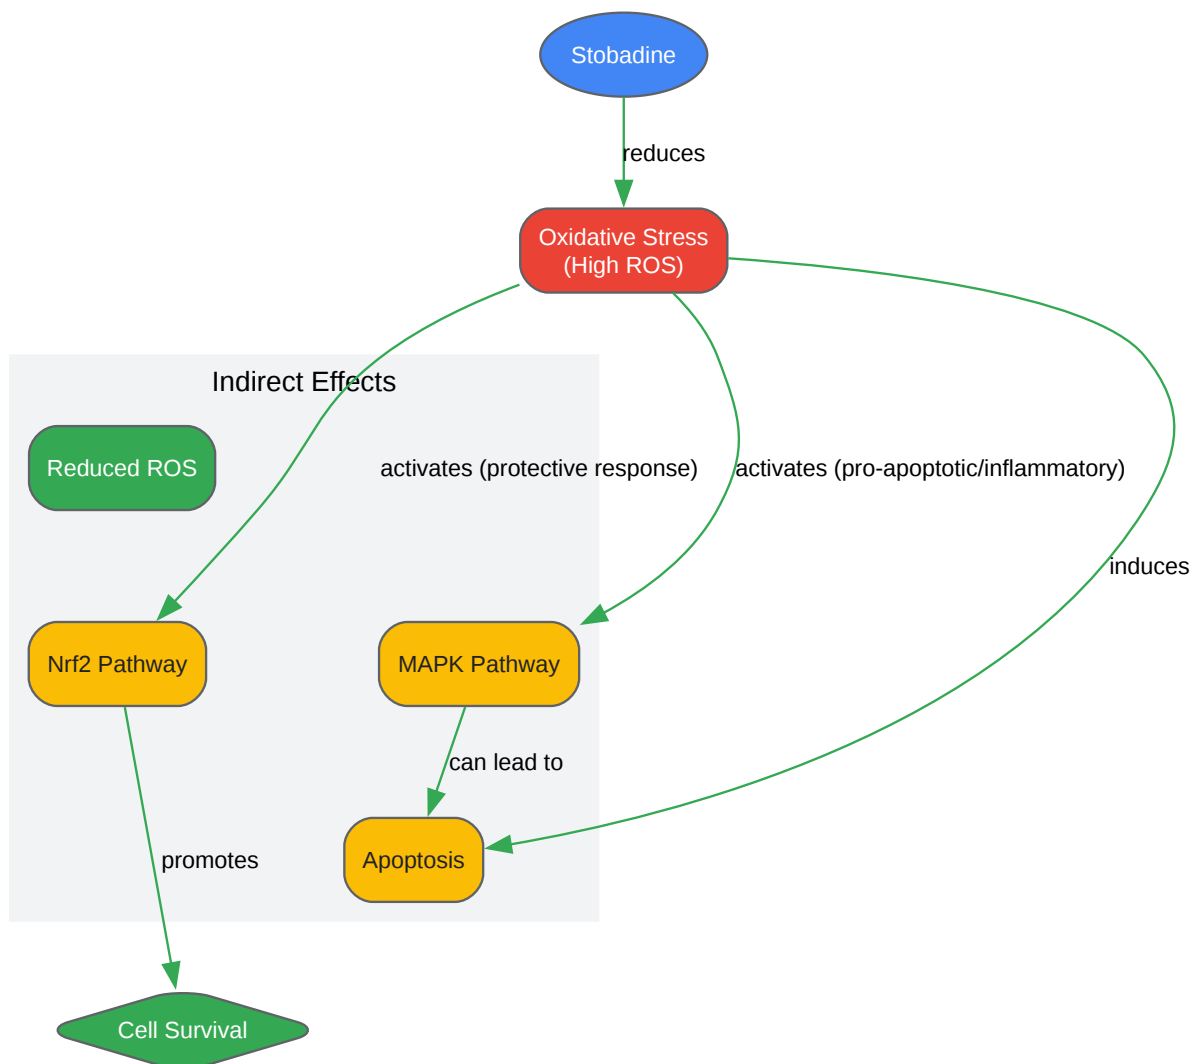 Stobadine
reduces
Oxidative Stress
(High ROS)
Indirect Effects
Reduced ROS
activates (protective response)
activates (pro-apoptotic/inflammatory)
induces
Nrf2 Pathway
MAPK Pathway
can lead to
promotes
Apoptosis
Cell Survival